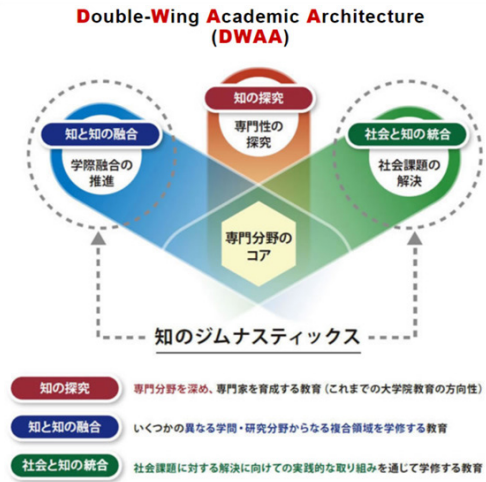 Double-Wing Academic Architecture
(DWAA)
知の探究
専門性の
探究
知と知の融合
学際融合の
推進
社会と知の統合
社会課題の
解決
専門分野の
コア
知のジムナスティックス
知の探究 専門分野を深め、専門家を育成する教育（これまでの大学院教育の方向性）
知と知の融合 いくつかの異なる学問・研究分野からなる複合領域を学修する教育
社会と知の統合 社会課題に対する解決に向けての実践的な取り組みを通じて学修する教育